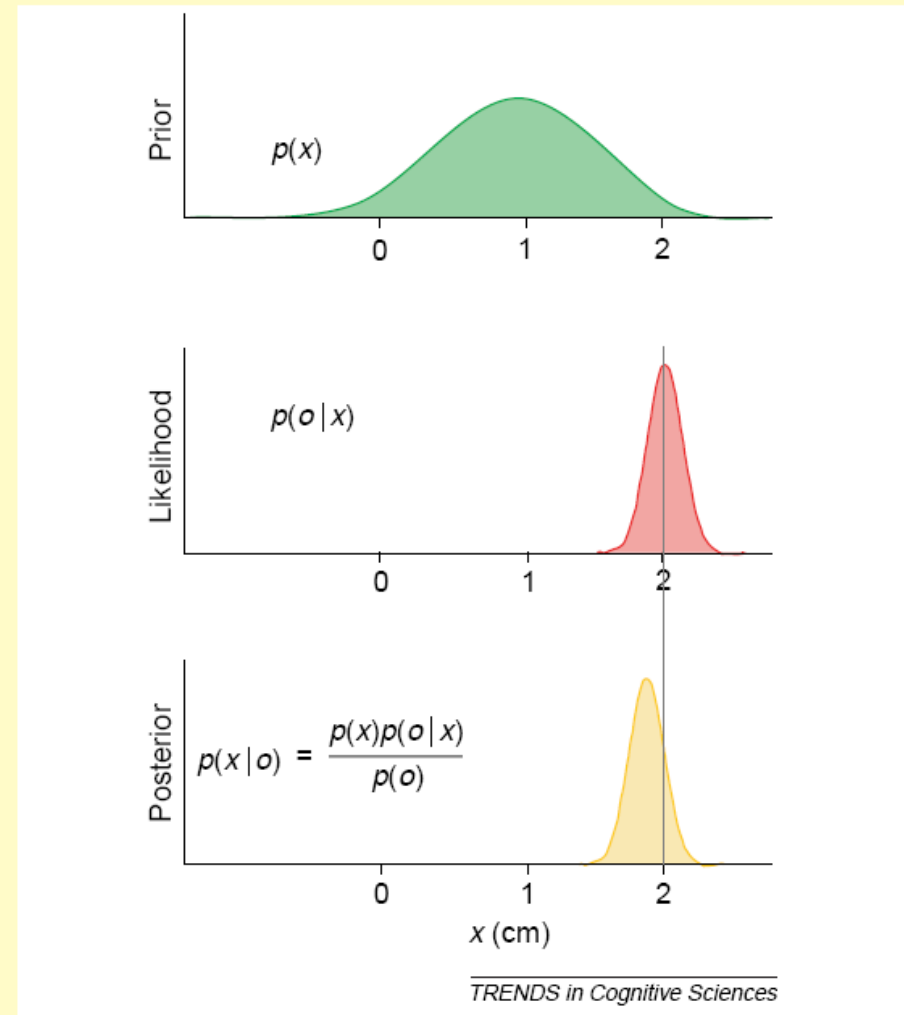 Prior
p(x)
0 1 2
Likelihood
p(o|x)
0 1 2
Posterior
p(x|o) = p(x)p(o|x)
p(o)
0 1 2
x (cm)
TRENDS in Cognitive Sciences